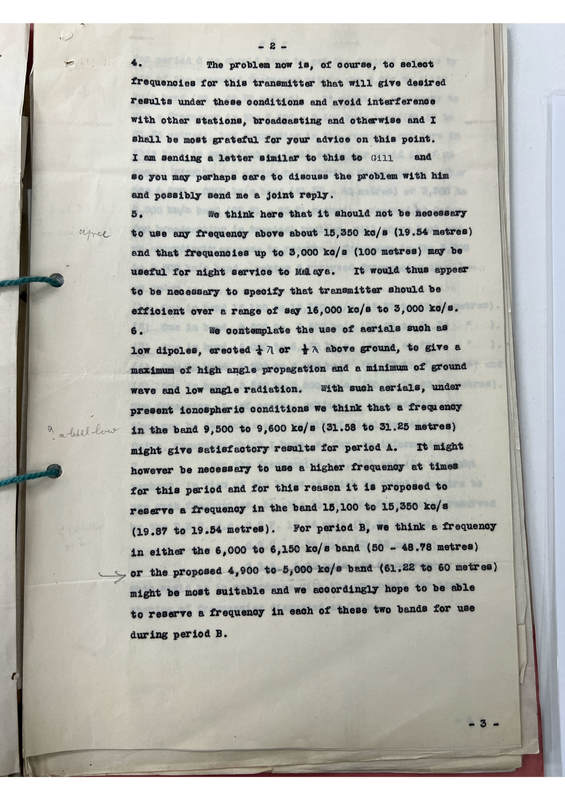 - 2 -
4. The problem now is, of course, to select
frequencies for this transmitter that will give desired
results under these conditions and avoid interference
with other stations, broadcasting and otherwise and I
shall be most grateful for your advice on this point.
I am sending a letter similar to this to Gill and
so you may perhaps care to discuss the problem with him
and possibly send me a joint reply.
5. We think here that it should not be necessary
agree
to use any frequency above about 15,350 kc/s (19.54 metres)
and that frequencies up to 3,000 kc/s (100 metres) may be
useful for night service to Malaya. It would thus appear
to be necessary to specify that transmitter should be
efficient over a range of say 16,000 kc/s to 3,000 kc/s.
6. We contemplate the use of aerials such as
low dipoles, erected λ or λ above ground, to give a
maximum of high angle propagation and a minimum of ground
wave and low angle radiation. With such aerials, under
present ionospheric conditions we think that a frequency
? a bit low
in the band 9,500 to 9,600 kc/s (31.58 to 31.25 metres)
might give satisfactory results for period A. It might
however be necessary to use a higher frequency at times
for this period and for this reason it is proposed to
reserve a frequency in the band 15,100 to 15,350 kc/s
(19.87 to 19.54 metres). For period B, we think a frequency
in either the 6,000 to 6,150 kc/s band (50 - 48.78 metres)
or the proposed 4,900 to 5,000 kc/s band (61.22 to 60 metres)
might be most suitable and we accordingly hope to be able
to reserve a frequency in each of these two bands for use
during period B.
- 3 -